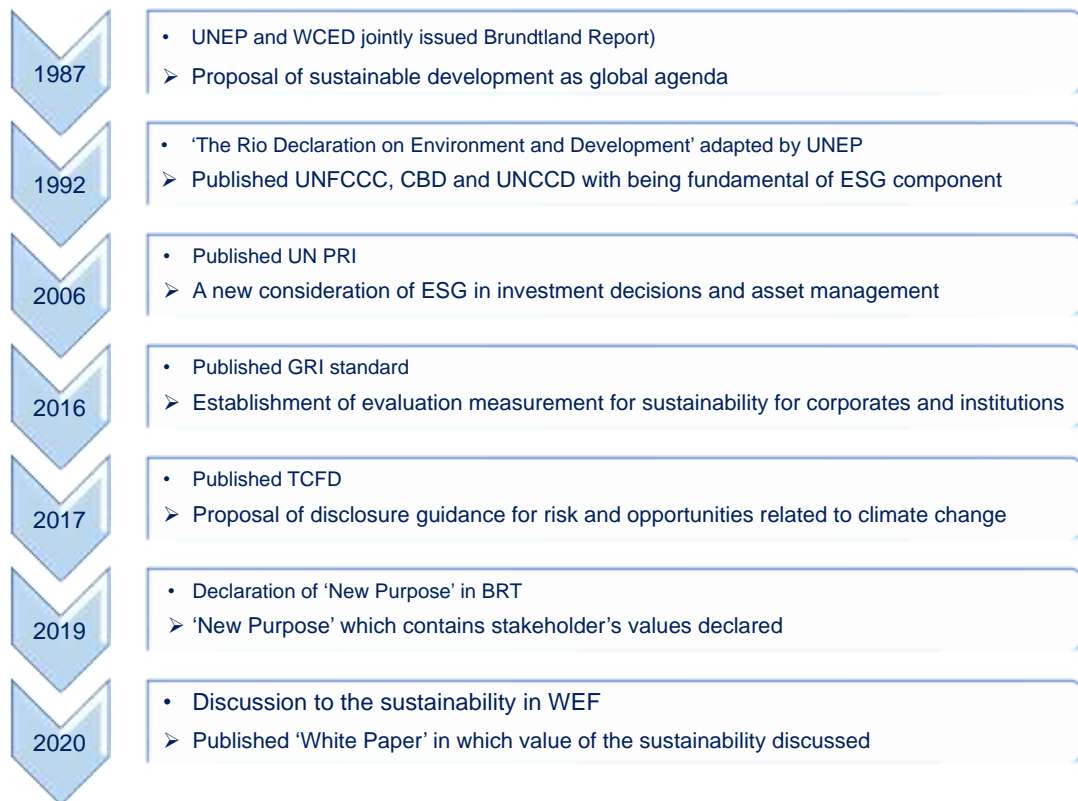 1987
• UNEP and WCED jointly issued Brundtland Report)
➢ Proposal of sustainable development as global agenda
1992
• ‘The Rio Declaration on Environment and Development’ adapted by UNEP
➢ Published UNFCCC, CBD and UNCCD with being fundamental of ESG component
2006
• Published UN PRI
➢ A new consideration of ESG in investment decisions and asset management
2016
• Published GRI standard
➢ Establishment of evaluation measurement for sustainability for corporates and institutions
2017
• Published TCFD
➢ Proposal of disclosure guidance for risk and opportunities related to climate change
2019
• Declaration of ‘New Purpose’ in BRT
➢ ‘New Purpose’ which contains stakeholder’s values declared
2020
• Discussion to the sustainability in WEF
➢ Published ‘White Paper’ in which value of the sustainability discussed